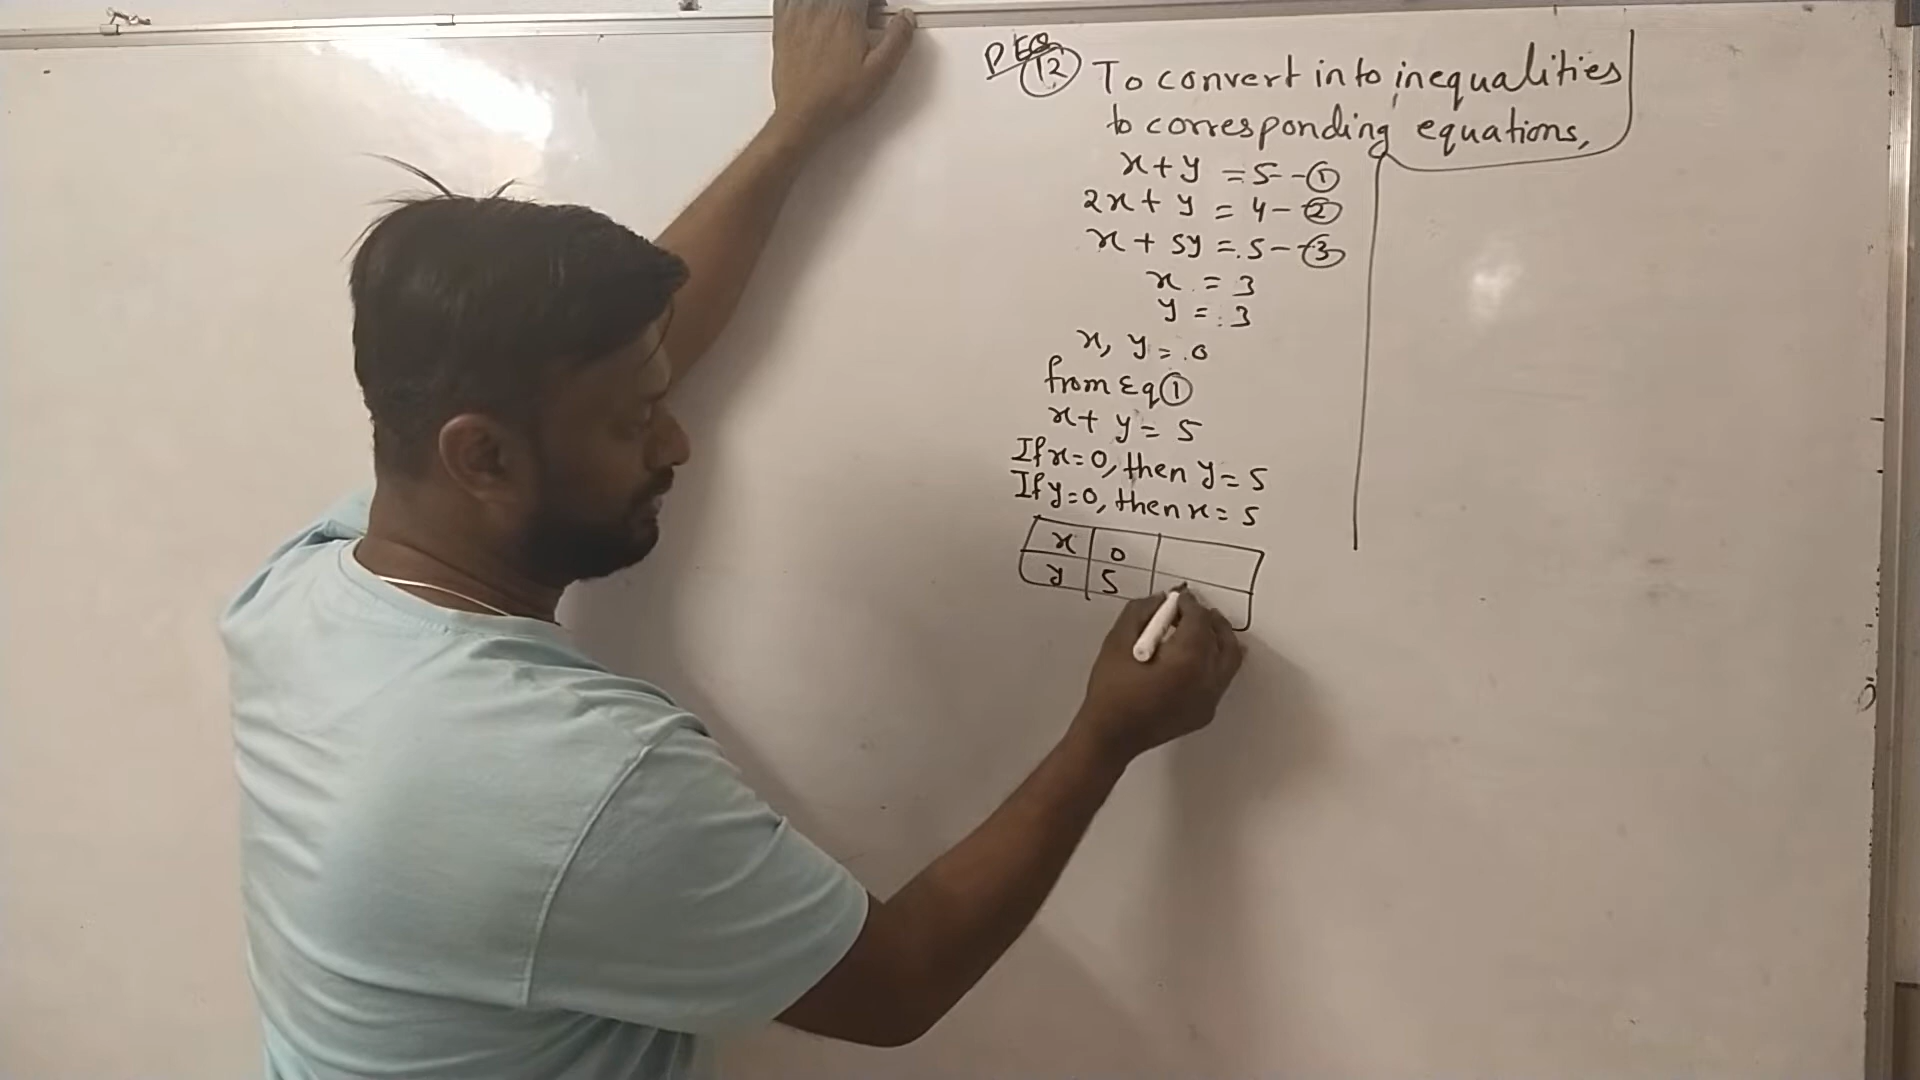 12 To convert into inequalities
to corresponding equations,
x + y = 5 - ①
2x + y = 4 - ②
x + 5y = 5 - ③
x = 3
y = 3
x, y = 0
from Eq ①
x + y = 5
If x = 0, then y = 5
If y = 0, then x = 5
x 0
y 5